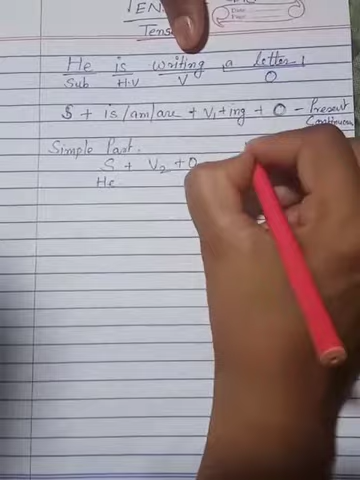 Tense
He is writing a letter.
Sub H.V V O
S + is/am/are + V₁+ing + O - Present
Continuous
Simple Past.
S + V₂ + O
He